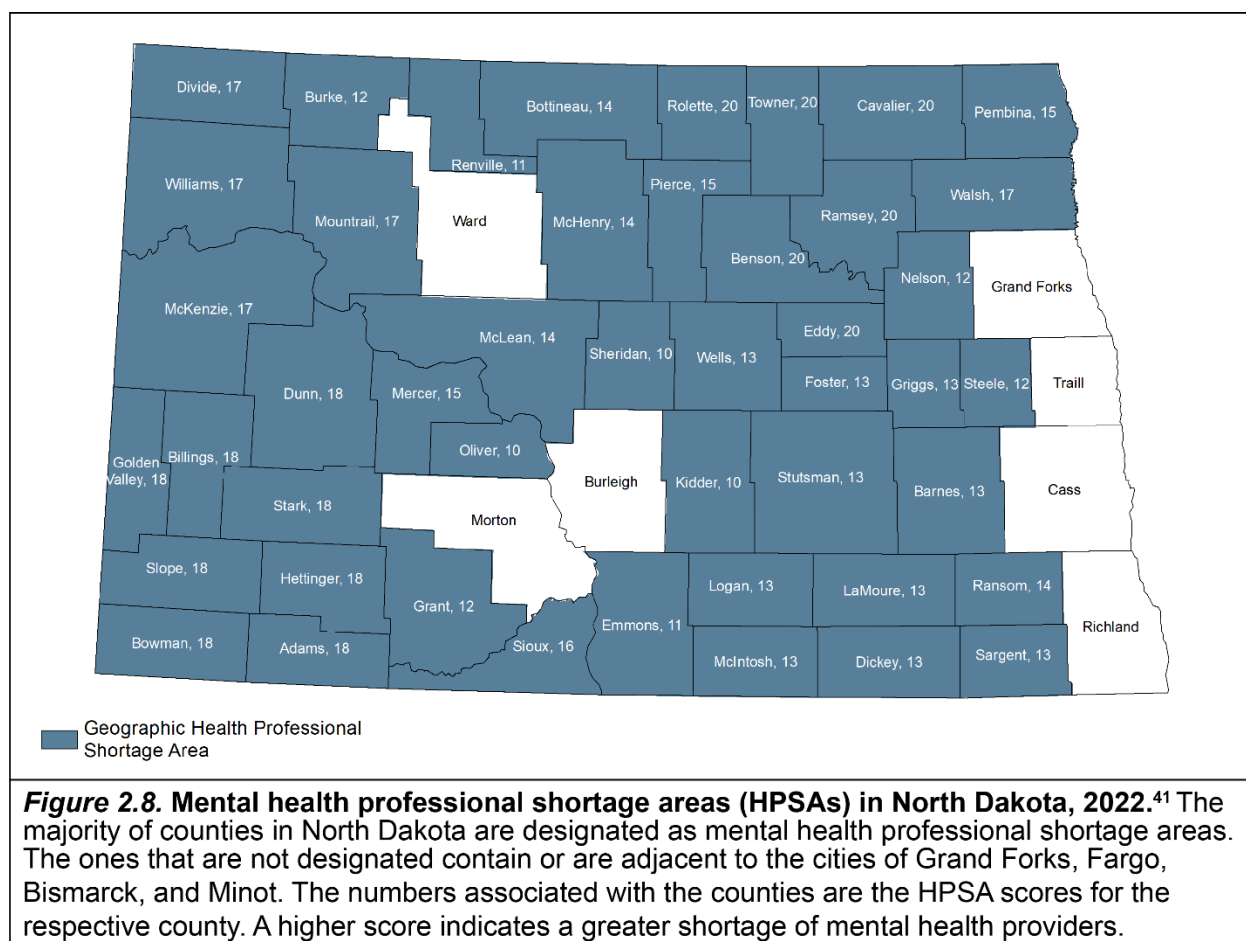 Divide, 17
Burke, 12
Bottineau, 14
Rolette, 20
Towner, 20
Cavalier, 20
Pembina, 15
Renville, 11
Williams, 17
Mountrail, 17
Ward
McHenry, 14
Pierce, 15
Ramsey, 20
Walsh, 17
Benson, 20
Nelson, 12
Grand Forks
McKenzie, 17
McLean, 14
Sheridan, 10
Wells, 13
Eddy, 20
Foster, 13
Griggs, 13
Steele, 12
Traill
Dunn, 18
Mercer, 15
Oliver, 10
Golden
Valley, 18
Billings, 18
Stark, 18
Morton
Burleigh
Kidder, 10
Stutsman, 13
Barnes, 13
Cass
Slope, 18
Hettinger, 18
Grant, 12
Emmons, 11
Logan, 13
LaMoure, 13
Ransom, 14
Richland
Bowman, 18
Adams, 18
Sioux, 16
McIntosh, 13
Dickey, 13
Sargent, 13
Geographic Health Professional
Shortage Area
Figure 2.8. Mental health professional shortage areas (HPSAs) in North Dakota, 2022.⁴¹ The
majority of counties in North Dakota are designated as mental health professional shortage areas.
The ones that are not designated contain or are adjacent to the cities of Grand Forks, Fargo,
Bismarck, and Minot. The numbers associated with the counties are the HPSA scores for the
respective county. A higher score indicates a greater shortage of mental health providers.